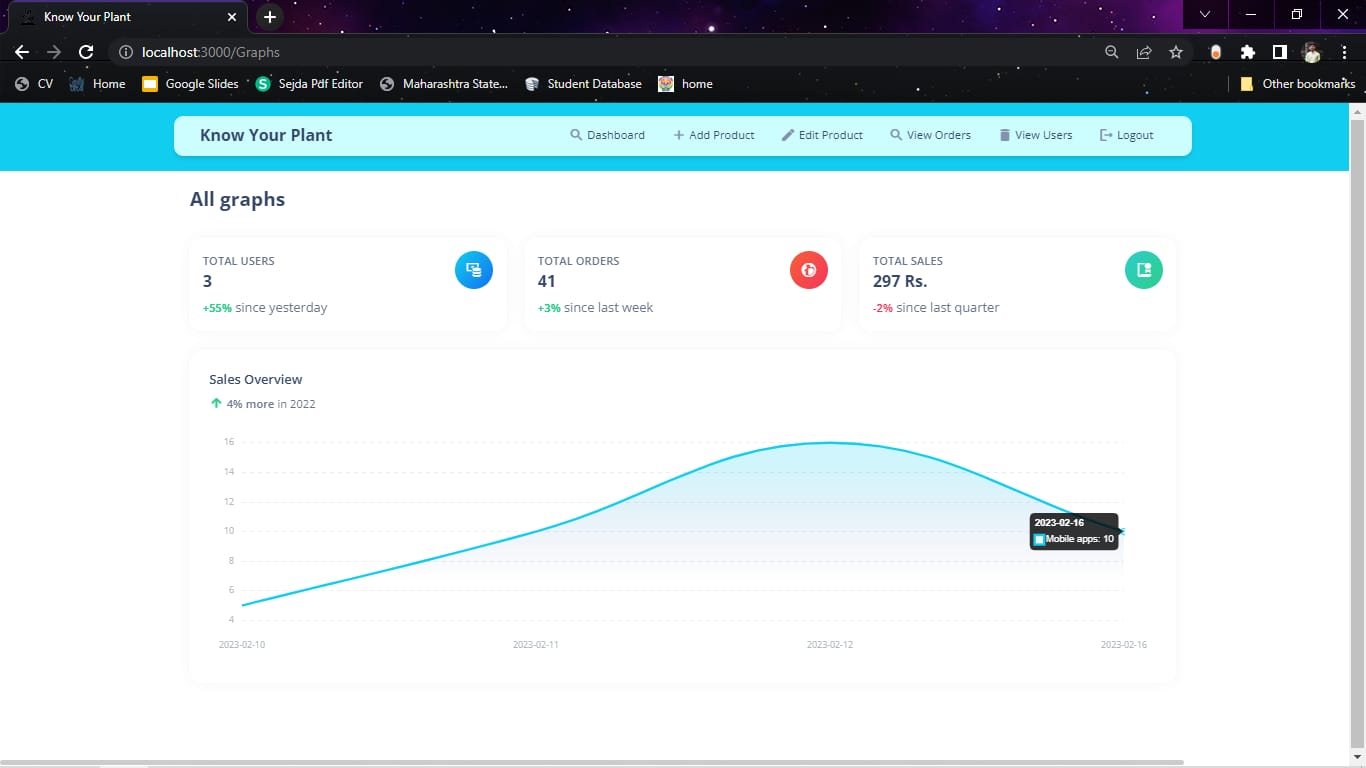 Know Your Plant
localhost:3000/Graphs
CV Home Google Slides Sejda Pdf Editor Maharashtra State... Student Database home Other bookmarks
Know Your Plant Dashboard Add Product Edit Product View Orders View Users Logout
All graphs
TOTAL USERS
3
+55% since yesterday
TOTAL ORDERS
41
+3% since last week
TOTAL SALES
297 Rs.
-2% since last quarter
Sales Overview
4% more in 2022
16
14
12
10
8
6
4
2023-02-16
Mobile apps: 10
2023-02-10 2023-02-11 2023-02-12 2023-02-16